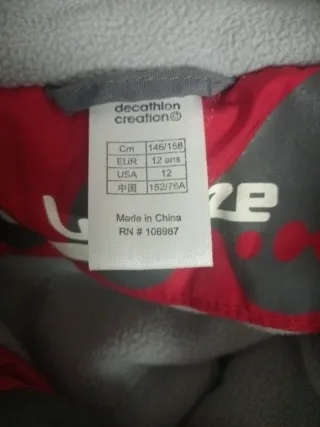 decathlon
creation®
Cm 146/158
EUR 12 ans
USA 12
中国 152/76A
Made in China
RN # 106987